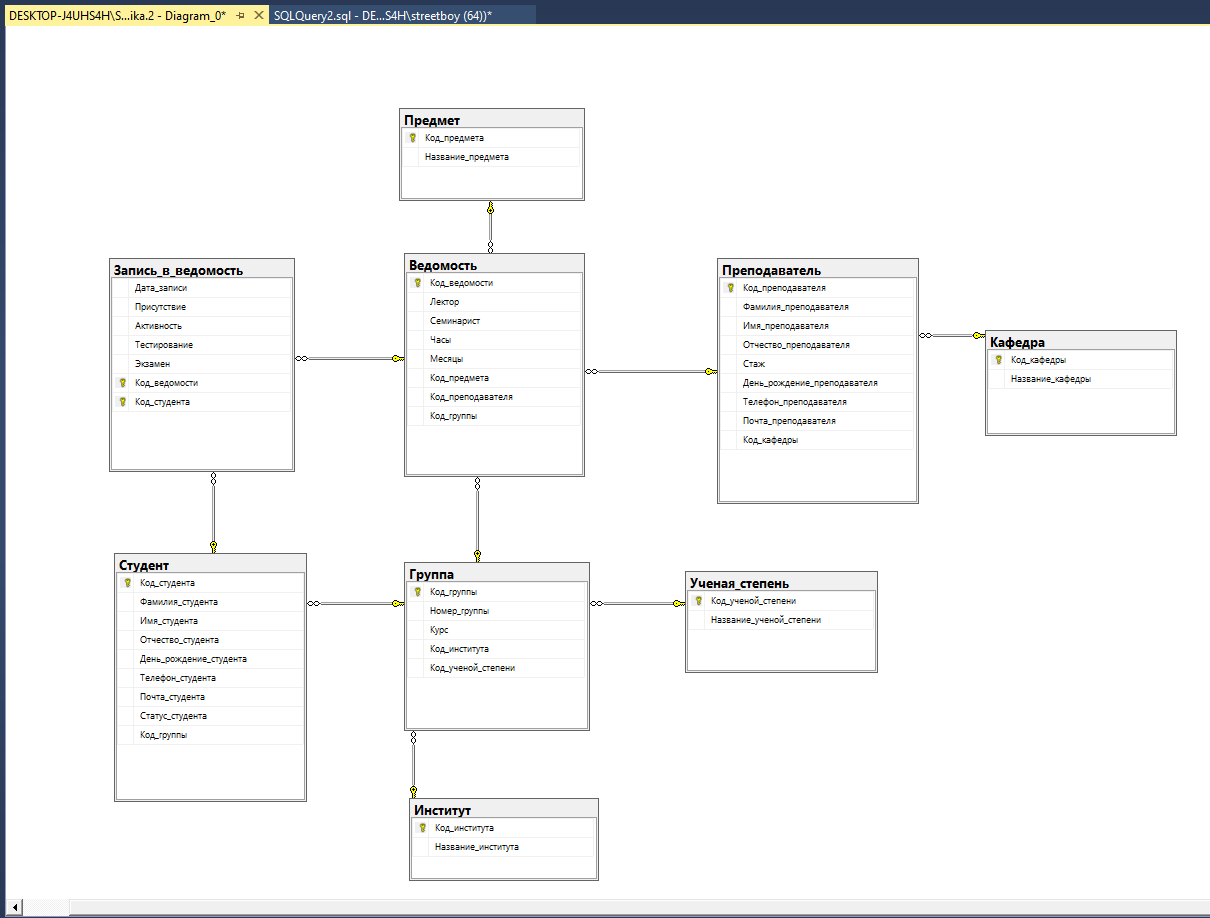 DESKTOP-J4UHS4H\S...ika.2 - Diagram_0*
SQLQuery2.sql - DE...S4H\streetboy (64))*
Предмет
Код_предмета
Название_предмета
Запись_в_ведомость
Дата_записи
Присутствие
Активность
Тестирование
Экзамен
Код_ведомости
Код_студента
Ведомость
Код_ведомости
Лектор
Семинарист
Часы
Месяцы
Код_предмета
Код_преподавателя
Код_группы
Преподаватель
Код_преподавателя
Фамилия_преподавателя
Имя_преподавателя
Отчество_преподавателя
Стаж
День_рождение_преподавателя
Телефон_преподавателя
Почта_преподавателя
Код_кафедры
Кафедра
Код_кафедры
Название_кафедры
Студент
Код_студента
Фамилия_студента
Имя_студента
Отчество_студента
День_рождение_студента
Телефон_студента
Почта_студента
Статус_студента
Код_группы
Группа
Код_группы
Номер_группы
Курс
Код_института
Код_ученой_степени
Ученая_степень
Код_ученой_степени
Название_ученой_степени
Институт
Код_института
Название_института